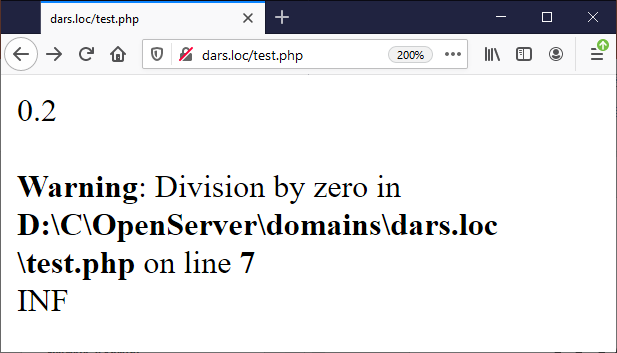 dars.loc/test.php
dars.loc/test.php
200%
0.2
Warning: Division by zero in
D:\C\OpenServer\domains\dars.loc
\test.php on line 7
INF